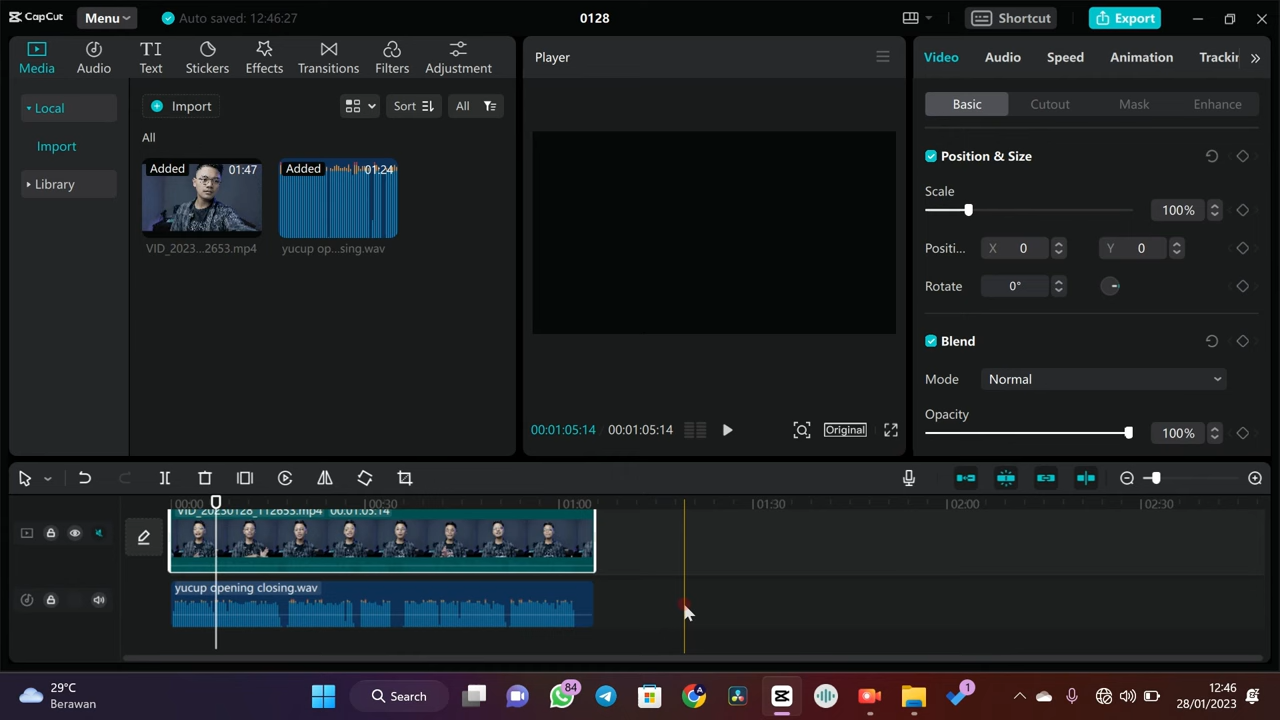 CapCut
Menu
Auto saved: 12:46:27
0128
Shortcut
Export
Media
Audio
Text
Stickers
Effects
Transitions
Filters
Adjustment
Local
Import
Library
Import
Sort
All
All
Added
01:47
VID_2023...2653.mp4
Added
01:24
yucup op...sing.wav
Player
00:01:05:14
00:01:05:14
Original
Video
Audio
Speed
Animation
Trackin
Basic
Cutout
Mask
Enhance
Position & Size
Scale
100%
Positi...
X 0
Y 0
Rotate
0°
Blend
Mode
Normal
Opacity
100%
00:00
00:30
01:00
01:30
02:00
02:30
VID_20230128_112653.mp4 00:01:05:14
yucup opening closing.wav
29°C
Berawan
Search
84
1
12:46
28/01/2023